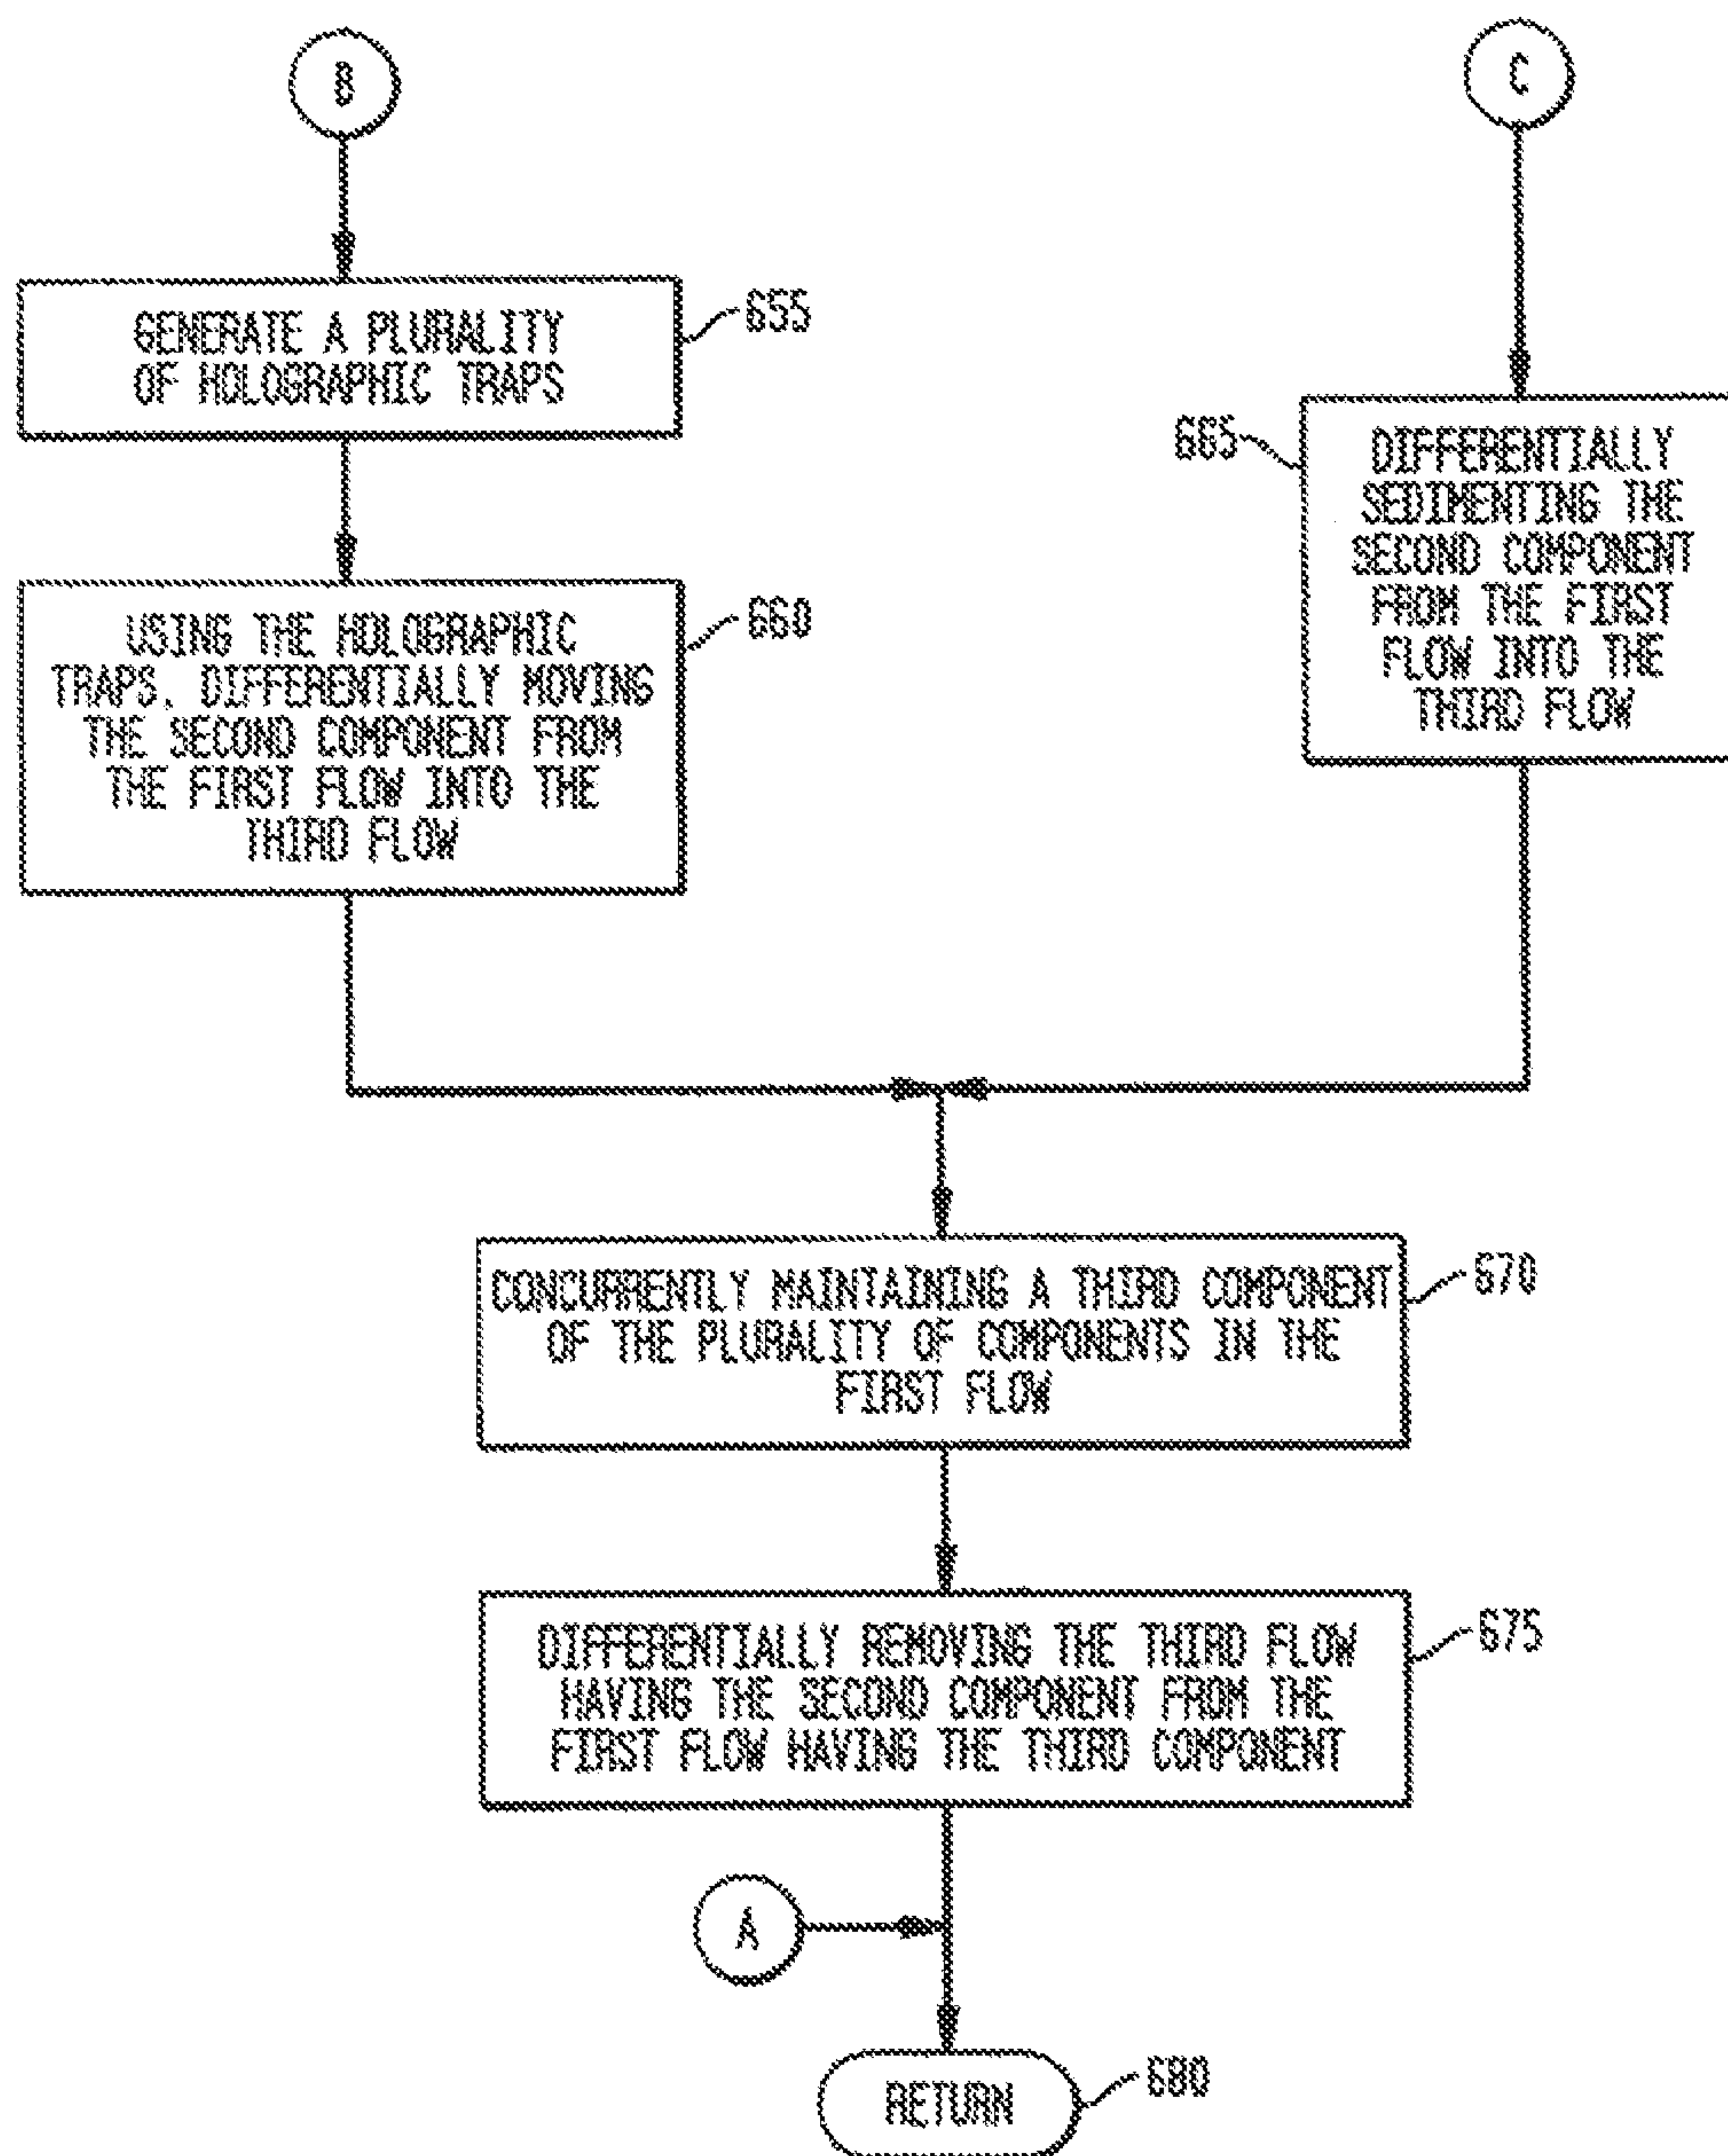 B
C
GENERATE A PLURALITY
OF HOLOGRAPHIC TRAPS
655
USING THE HOLOGRAPHIC
TRAPS, DIFFERENTIALLY MOVING
THE SECOND COMPONENT FROM
THE FIRST FLOW INTO THE
THIRD FLOW
660
665
DIFFERENTIALLY
SEDIMENTING THE
SECOND COMPONENT
FROM THE FIRST
FLOW INTO THE
THIRD FLOW
CONCURRENTLY MAINTAINING A THIRD COMPONENT
OF THE PLURALITY OF COMPONENTS IN THE
FIRST FLOW
670
DIFFERENTIALLY REMOVING THE THIRD FLOW
HAVING THE SECOND COMPONENT FROM THE
FIRST FLOW HAVING THE THIRD COMPONENT
675
A
RETURN
680